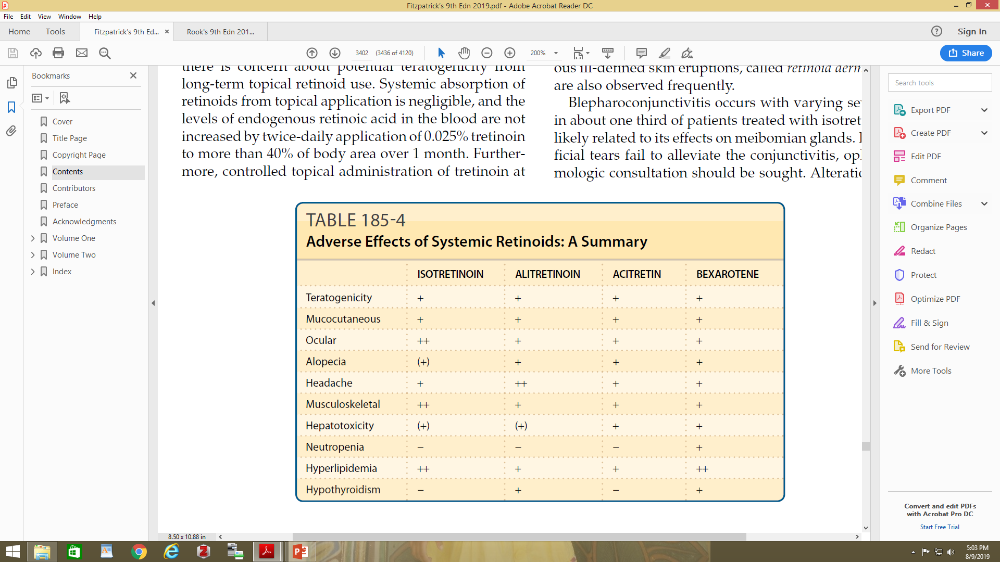 Fitzpatrick's 9th Edn 2019.pdf - Adobe Acrobat Reader DC
File Edit View Window Help
Home Tools Fitzpatrick's 9th Ed... × Rook's 9th Edn 201... Sign In
3402 (3436 of 4120) 200% Share
Bookmarks
Cover
Title Page
Copyright Page
Contents
Contributors
Preface
Acknowledgments
Volume One
Volume Two
Index
there is concern about potential teratogenicity from
long-term topical retinoid use. Systemic absorption of
retinoids from topical application is negligible, and the
levels of endogenous retinoic acid in the blood are not
increased by twice-daily application of 0.025% tretinoin
to more than 40% of body area over 1 month. Further-
more, controlled topical administration of tretinoin at
ous ill-defined skin eruptions, called retinoid derm
are also observed frequently.
Blepharoconjunctivitis occurs with varying se
in about one third of patients treated with isotret
likely related to its effects on meibomian glands.
ficial tears fail to alleviate the conjunctivitis, op
mologic consultation should be sought. Alteratio
TABLE 185-4
Adverse Effects of Systemic Retinoids: A Summary
ISOTRETINOIN ALITRETINOIN ACITRETIN BEXAROTENE
Teratogenicity + + + +
Mucocutaneous + + + +
Ocular ++ + + +
Alopecia (+) + + +
Headache + ++ + +
Musculoskeletal ++ + + +
Hepatotoxicity (+) (+) + +
Neutropenia – – – +
Hyperlipidemia ++ + + ++
Hypothyroidism – + – +
8.50 x 10.88 in
Search tools
Export PDF
Create PDF
Edit PDF
Comment
Combine Files
Organize Pages
Redact
Protect
Optimize PDF
Fill & Sign
Send for Review
More Tools
Convert and edit PDFs
with Acrobat Pro DC
Start Free Trial
5:03 PM
8/9/2019